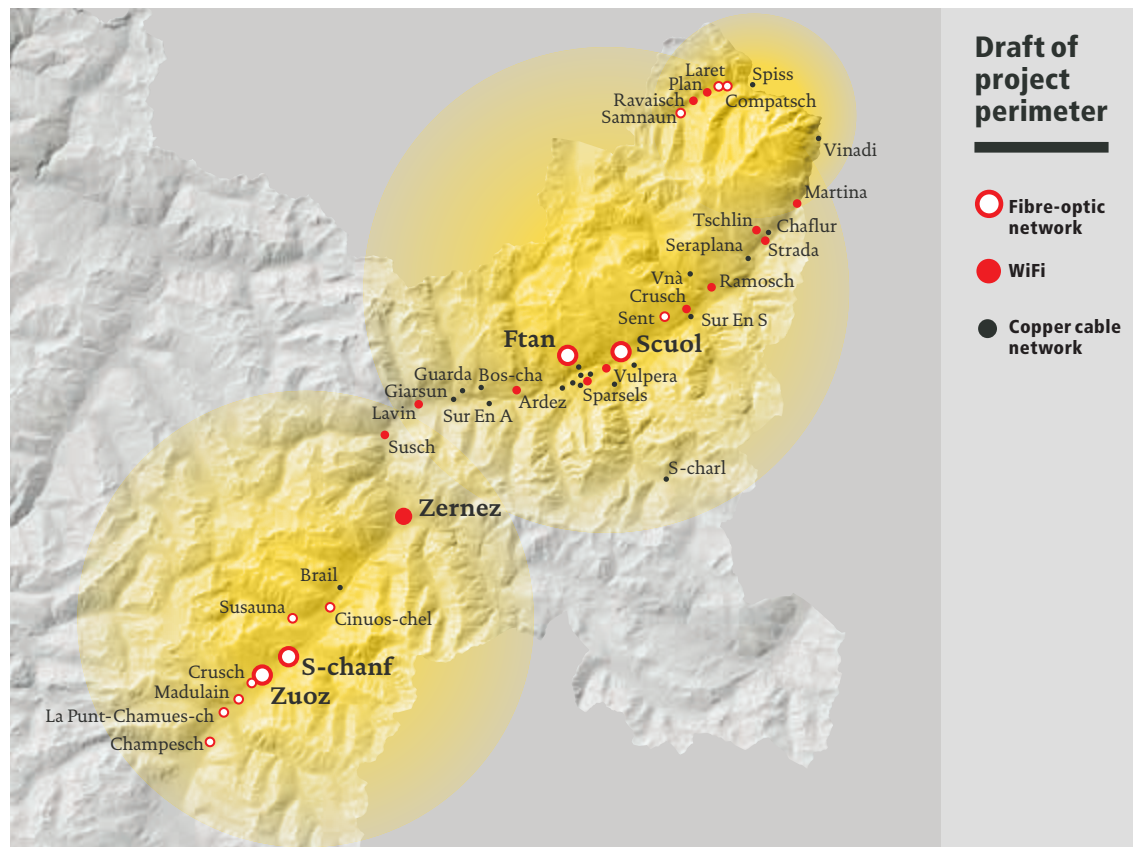 Draft of
project
perimeter
Fibre-optic
network
WiFi
Copper cable
network
Laret
Spiss
Plan
Ravaisch
Compatsch
Samnaun
Vinadi
Martina
Tschlin
Chaflur
Seraplana
Strada
Vnà
Ramosch
Crusch
Sent
Sur En S
Ftan
Scuol
Guarda
Bos-cha
Vulpera
Giarsun
Ardez
Sparsels
Lavin
Sur En A
Susch
S-charl
Zernez
Brail
Susauna
Cinuos-chel
S-chanf
Crusch
Zuoz
Madulain
La Punt-Chamues-ch
Champesch